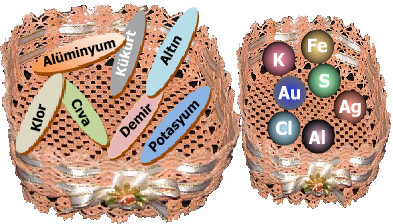 Alüminyum
Kükürt
Altın
Klor
Civa
Demir
Potasyum
K
Fe
Au
S
Ag
Cl
Al